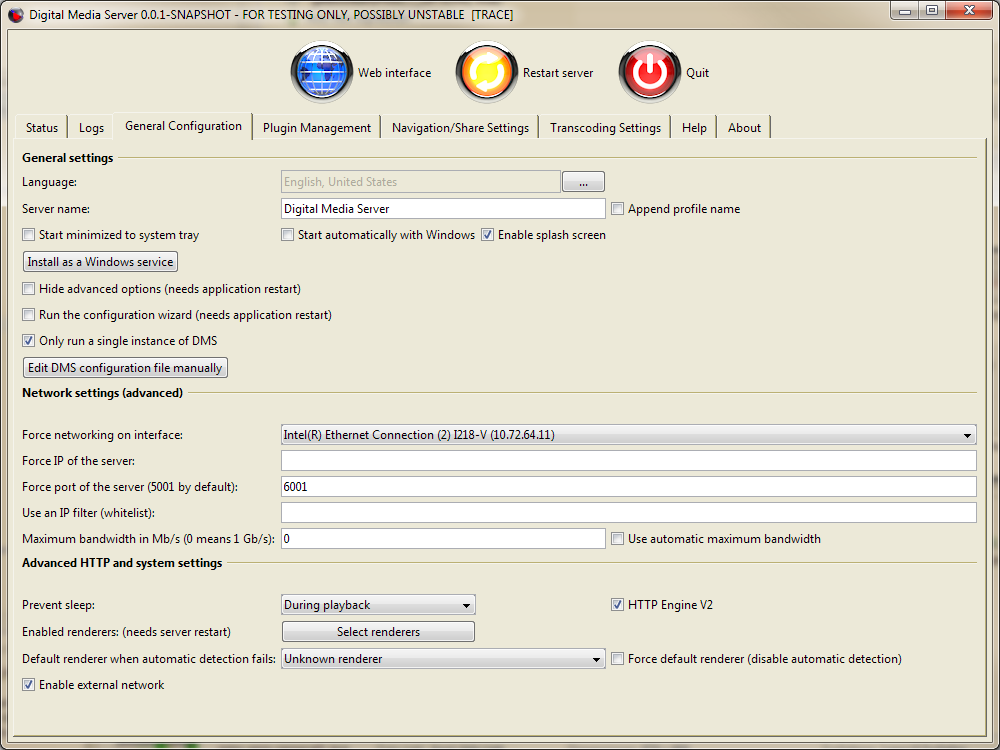 Digital Media Server 0.0.1-SNAPSHOT - FOR TESTING ONLY, POSSIBLY UNSTABLE [TRACE]
Web interface Restart server Quit
Status Logs General Configuration Plugin Management Navigation/Share Settings Transcoding Settings Help About
General settings
Language: English, United States ...
Server name: Digital Media Server Append profile name
Start minimized to system tray Start automatically with Windows Enable splash screen
Install as a Windows service
Hide advanced options (needs application restart)
Run the configuration wizard (needs application restart)
Only run a single instance of DMS
Edit DMS configuration file manually
Network settings (advanced)
Force networking on interface: Intel(R) Ethernet Connection (2) I218-V (10.72.64.11)
Force IP of the server:
Force port of the server (5001 by default): 6001
Use an IP filter (whitelist):
Maximum bandwidth in Mb/s (0 means 1 Gb/s): 0 Use automatic maximum bandwidth
Advanced HTTP and system settings
Prevent sleep: During playback HTTP Engine V2
Enabled renderers: (needs server restart) Select renderers
Default renderer when automatic detection fails: Unknown renderer Force default renderer (disable automatic detection)
Enable external network